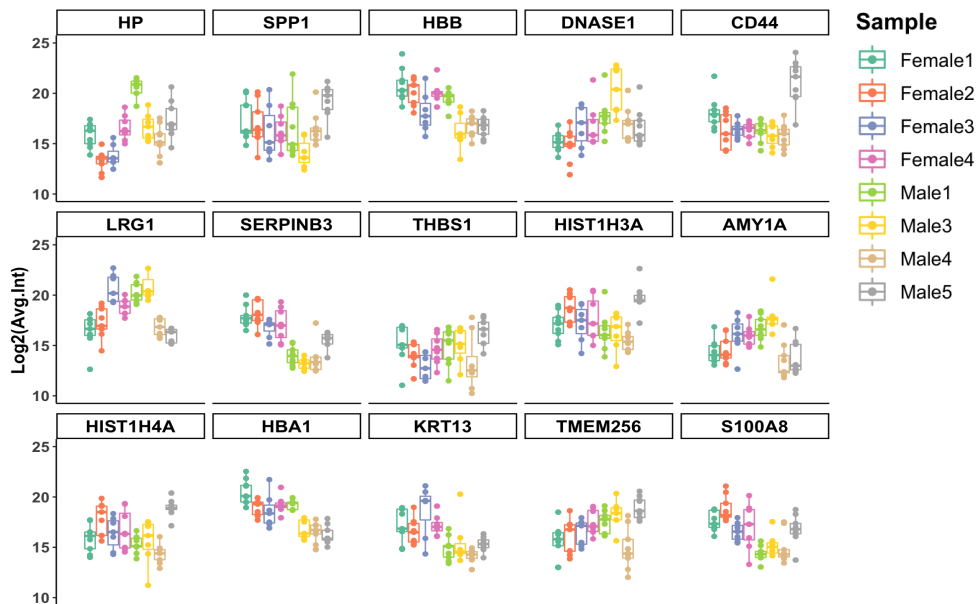 HP SPP1 HBB DNASE1 CD44
25
20
15
10
LRG1 SERPINB3 THBS1 HIST1H3A AMY1A
25
20
15
10
HIST1H4A HBA1 KRT13 TMEM256 S100A8
25
20
15
10
Log2(Avg.Int)
Sample
Female1
Female2
Female3
Female4
Male1
Male3
Male4
Male5